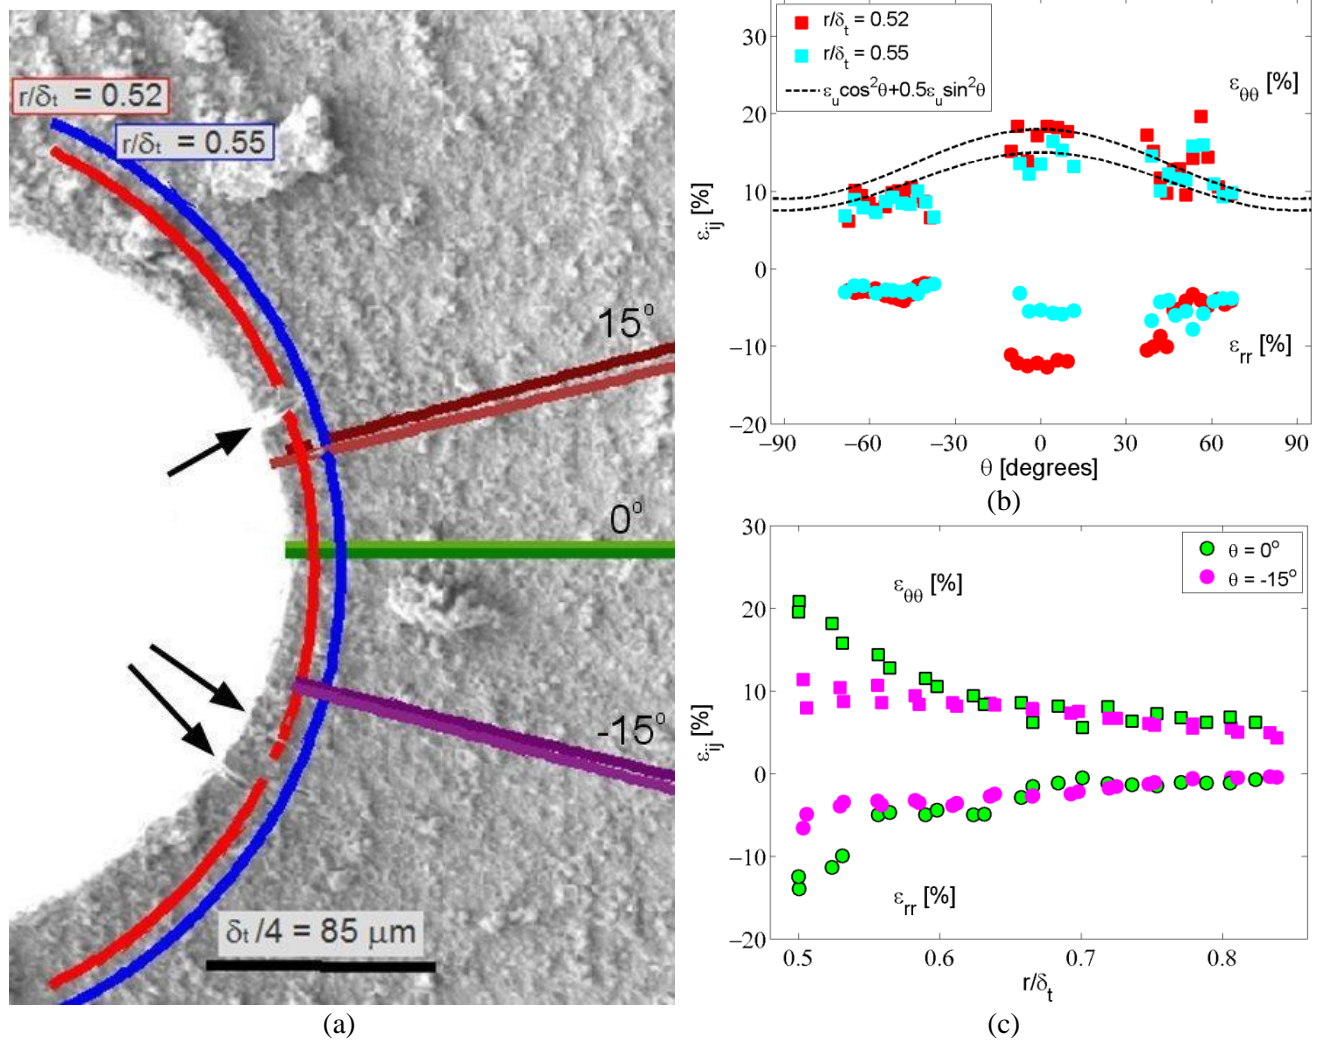 r/δt = 0.52
r/δt = 0.55
15°
0°
-15°
δt/4 = 85 μm
(a)
r/δt = 0.52
r/δt = 0.55
εucos²θ+0.5εusin²θ
εθθ [%]
εrr [%]
εij [%]
30
20
10
0
−10
−20
−90 −60 −30 0 30 60 90
θ [degrees]
(b)
θ = 0°
θ = -15°
εθθ [%]
εrr [%]
εij [%]
30
20
10
0
−10
−20
0.5 0.6 0.7 0.8
r/δt
(c)